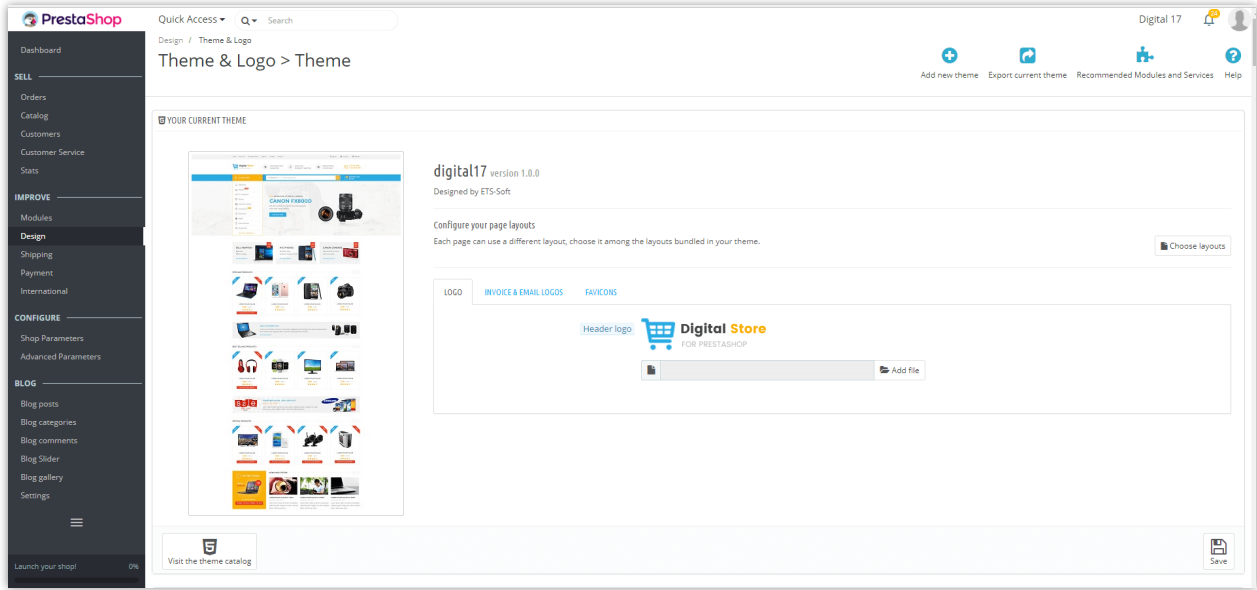 PrestaShop
Quick Access
Search
Digital 17
Design / Theme & Logo
Theme & Logo > Theme
Add new theme
Export current theme
Recommended Modules and Services
Help
Dashboard
SELL
Orders
Catalog
Customers
Customer Service
Stats
IMPROVE
Modules
Design
Shipping
Payment
International
CONFIGURE
Shop Parameters
Advanced Parameters
BLOG
Blog posts
Blog categories
Blog comments
Blog Slider
Blog gallery
Settings
Launch your shop! 0%
YOUR CURRENT THEME
CANON FX8000
digital17 version 1.0.0
Designed by ETS-Soft
Configure your page layouts
Each page can use a different layout, choose it among the layouts bundled in your theme.
Choose layouts
LOGO
INVOICE & EMAIL LOGOS
FAVICONS
Header logo
Digital Store
FOR PRESTASHOP
Add file
Visit the theme catalog
Save